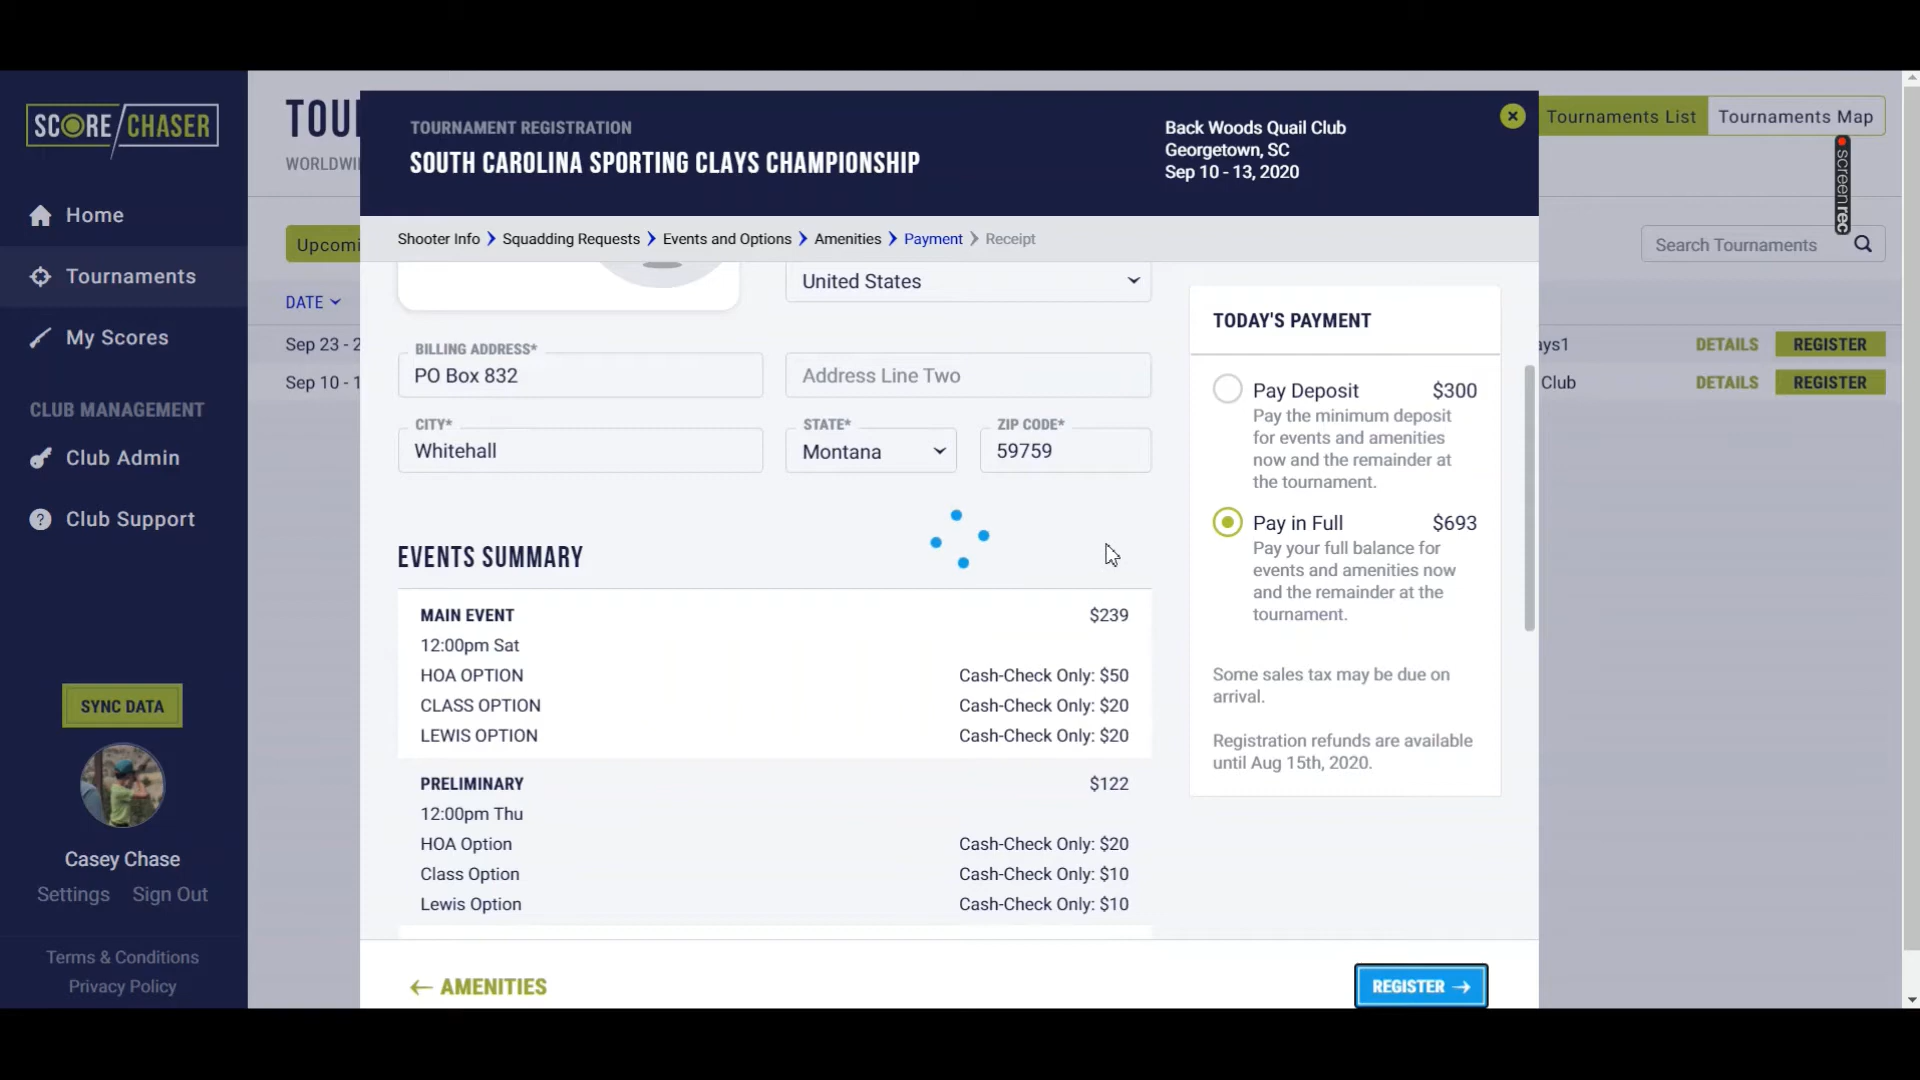 SCORE/CHASER
Home
Tournaments
My Scores
CLUB MANAGEMENT
Club Admin
? Club Support
SYNC DATA
Casey Chase
Settings Sign Out
Terms & Conditions
Privacy Policy
TOU
WORLDWI
Tournaments List Tournaments Map
Upcomi
Search Tournaments
DATE
Sep 23 - 2
ays1 DETAILS REGISTER
Sep 10 - 1
Club DETAILS REGISTER
screenrec
TOURNAMENT REGISTRATION
SOUTH CAROLINA SPORTING CLAYS CHAMPIONSHIP
Back Woods Quail Club
Georgetown, SC
Sep 10 - 13, 2020
Shooter Info Squadding Requests Events and Options Amenities Payment Receipt
United States
BILLING ADDRESS*
PO Box 832
Address Line Two
CITY* STATE* ZIP CODE*
Whitehall Montana 59759
EVENTS SUMMARY
MAIN EVENT $239
12:00pm Sat
HOA OPTION Cash-Check Only: $50
CLASS OPTION Cash-Check Only: $20
LEWIS OPTION Cash-Check Only: $20
PRELIMINARY $122
12:00pm Thu
HOA Option Cash-Check Only: $20
Class Option Cash-Check Only: $10
Lewis Option Cash-Check Only: $10
TODAY'S PAYMENT
Pay Deposit $300
Pay the minimum deposit
for events and amenities
now and the remainder at
the tournament.
Pay in Full $693
Pay your full balance for
events and amenities now
and the remainder at the
tournament.
Some sales tax may be due on
arrival.
Registration refunds are available
until Aug 15th, 2020.
← AMENITIES
REGISTER →